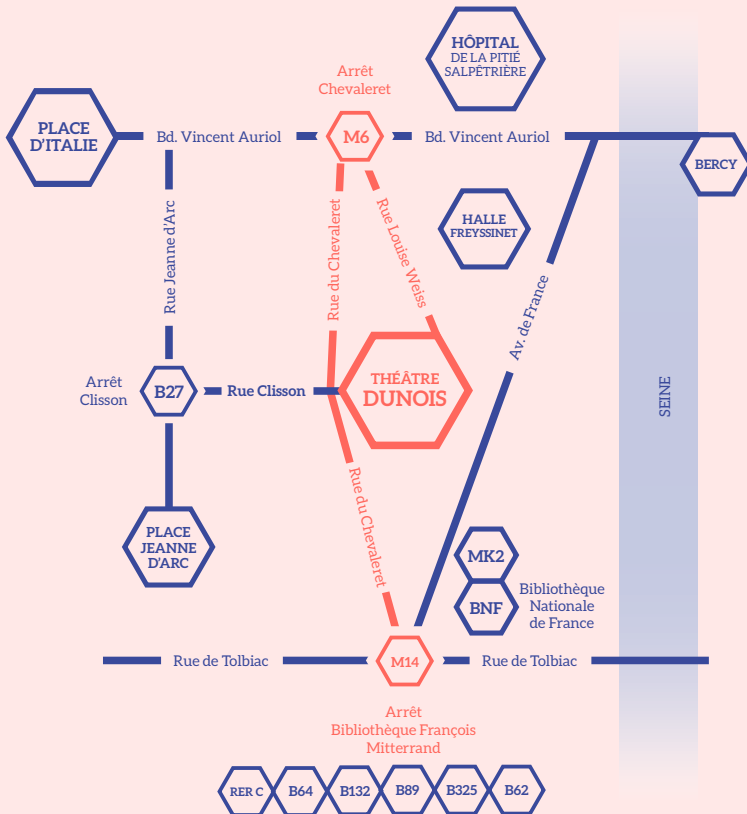 HÔPITAL
DE LA PITIÉ
SALPÊTRIÈRE
Arrêt
Chevaleret
PLACE
D'ITALIE
Bd. Vincent Auriol
M6
Bd. Vincent Auriol
BERCY
Rue Jeanne d'Arc
Rue du Chevaleret
Rue Louise Weiss
HALLE
FREYSSINET
Av. de France
SEINE
Arrêt
Clisson
B27
Rue Clisson
THÉÂTRE
DUNOIS
Rue du Chevaleret
PLACE
JEANNE
D'ARC
MK2
BNF
Bibliothèque
Nationale
de France
Rue de Tolbiac
M14
Rue de Tolbiac
Arrêt
Bibliothèque François
Mitterrand
RER C
B64
B132
B89
B325
B62